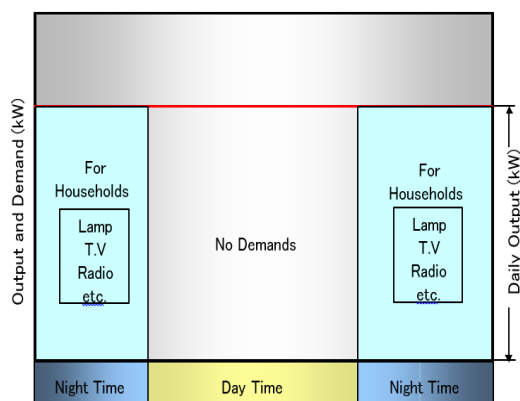 Output and Demand (kW)
For
Households
Lamp
T.V
Radio
etc.
No Demands
For
Households
Lamp
T.V
Radio
etc.
Daily Output (kW)
Night Time
Day Time
Night Time